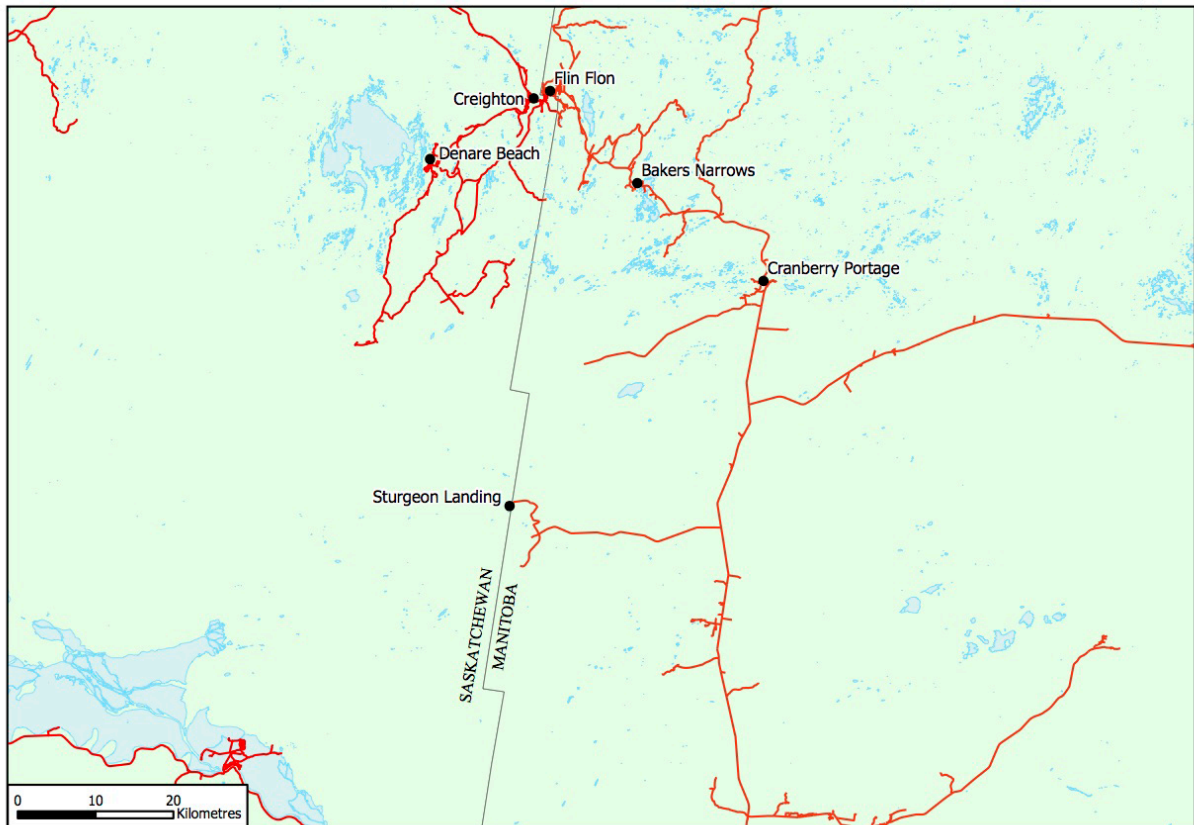 Flin Flon
Creighton
Denare Beach
Bakers Narrows
Cranberry Portage
Sturgeon Landing
SASKATCHEWAN
MANITOBA
0 10 20
Kilometres